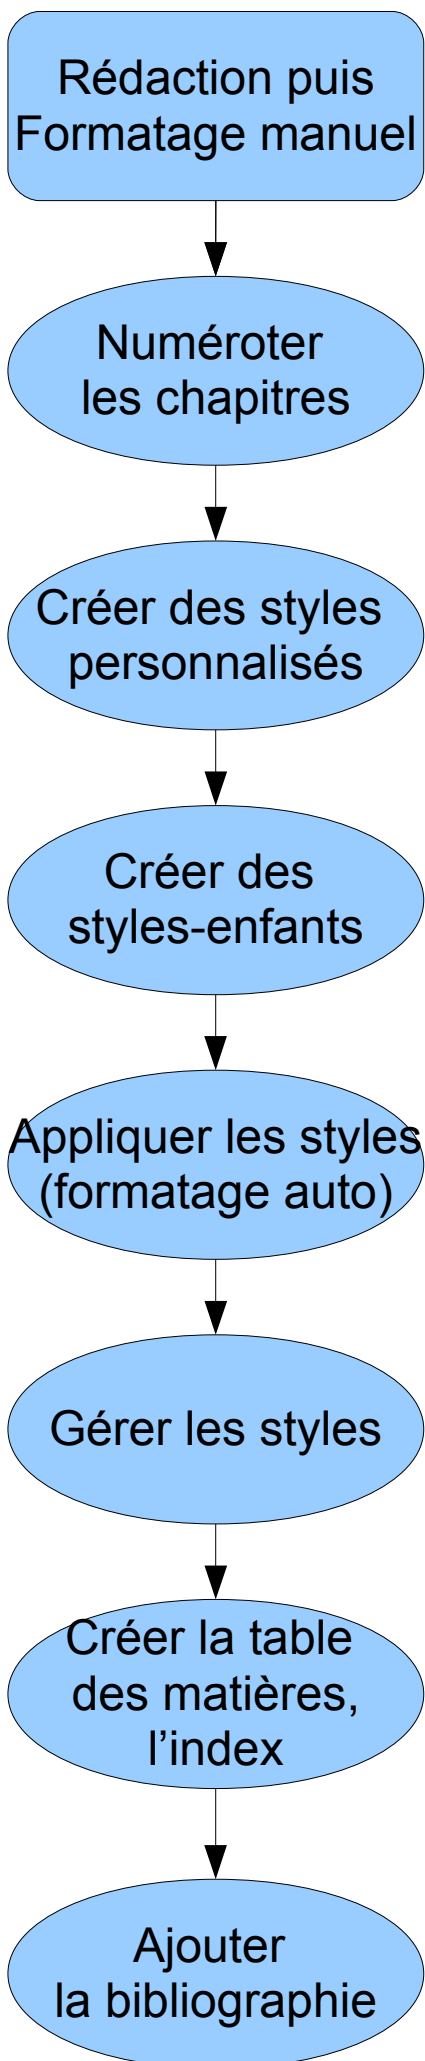 Rédaction puis
Formatage manuel
Numéroter
les chapitres
Créer des styles
personnalisés
Créer des
styles-enfants
Appliquer les styles
(formatage auto)
Gérer les styles
Créer la table
des matières,
l’index
Ajouter
la bibliographie